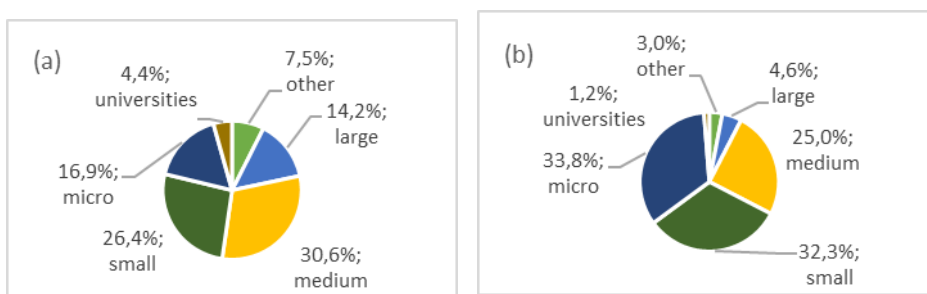 (a)
7,5%;
other
4,4%;
universities
14,2%;
large
16,9%;
micro
26,4%;
small
30,6%;
medium
(b)
3,0%;
other
4,6%;
large
1,2%;
universities
25,0%;
medium
33,8%;
micro
32,3%;
small